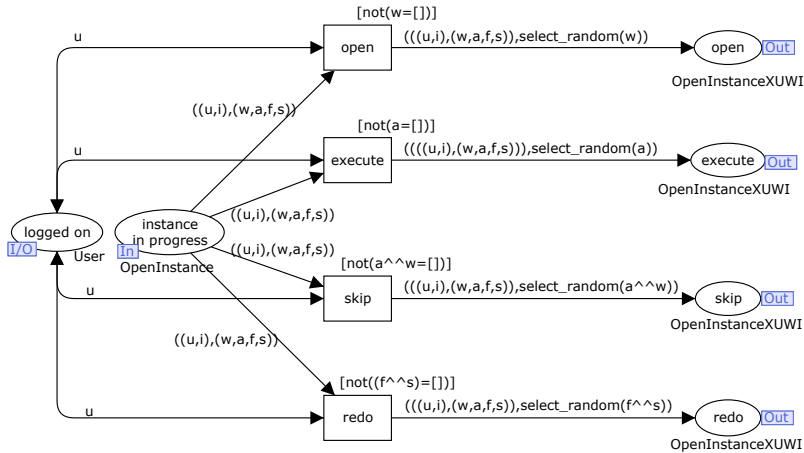 [not(w=[])]
u
open
(((u,i),(w,a,f,s)),select_random(w))
open
Out
OpenInstanceXUWI
((u,i),(w,a,f,s))
[not(a=[])]
u
execute
((((u,i),(w,a,f,s))),select_random(a))
execute
Out
OpenInstanceXUWI
((u,i),(w,a,f,s))
logged on
I/O
User
instance
in progress
In
OpenInstance
((u,i),(w,a,f,s))
[not(a^^w=[])]
u
skip
(((u,i),(w,a,f,s)),select_random(a^^w))
skip
Out
OpenInstanceXUWI
((u,i),(w,a,f,s))
[not((f^^s)=[])]
u
redo
(((u,i),(w,a,f,s)),select_random(f^^s))
redo
Out
OpenInstanceXUWI